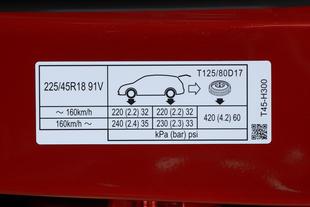 T125/80D17
225/45R18 91V
~ 160km/h 220 (2.2) 32 220 (2.2) 32 420 (4.2) 60
160km/h ~ 240 (2.4) 35 230 (2.3) 33
kPa (bar) psi
T45-H300